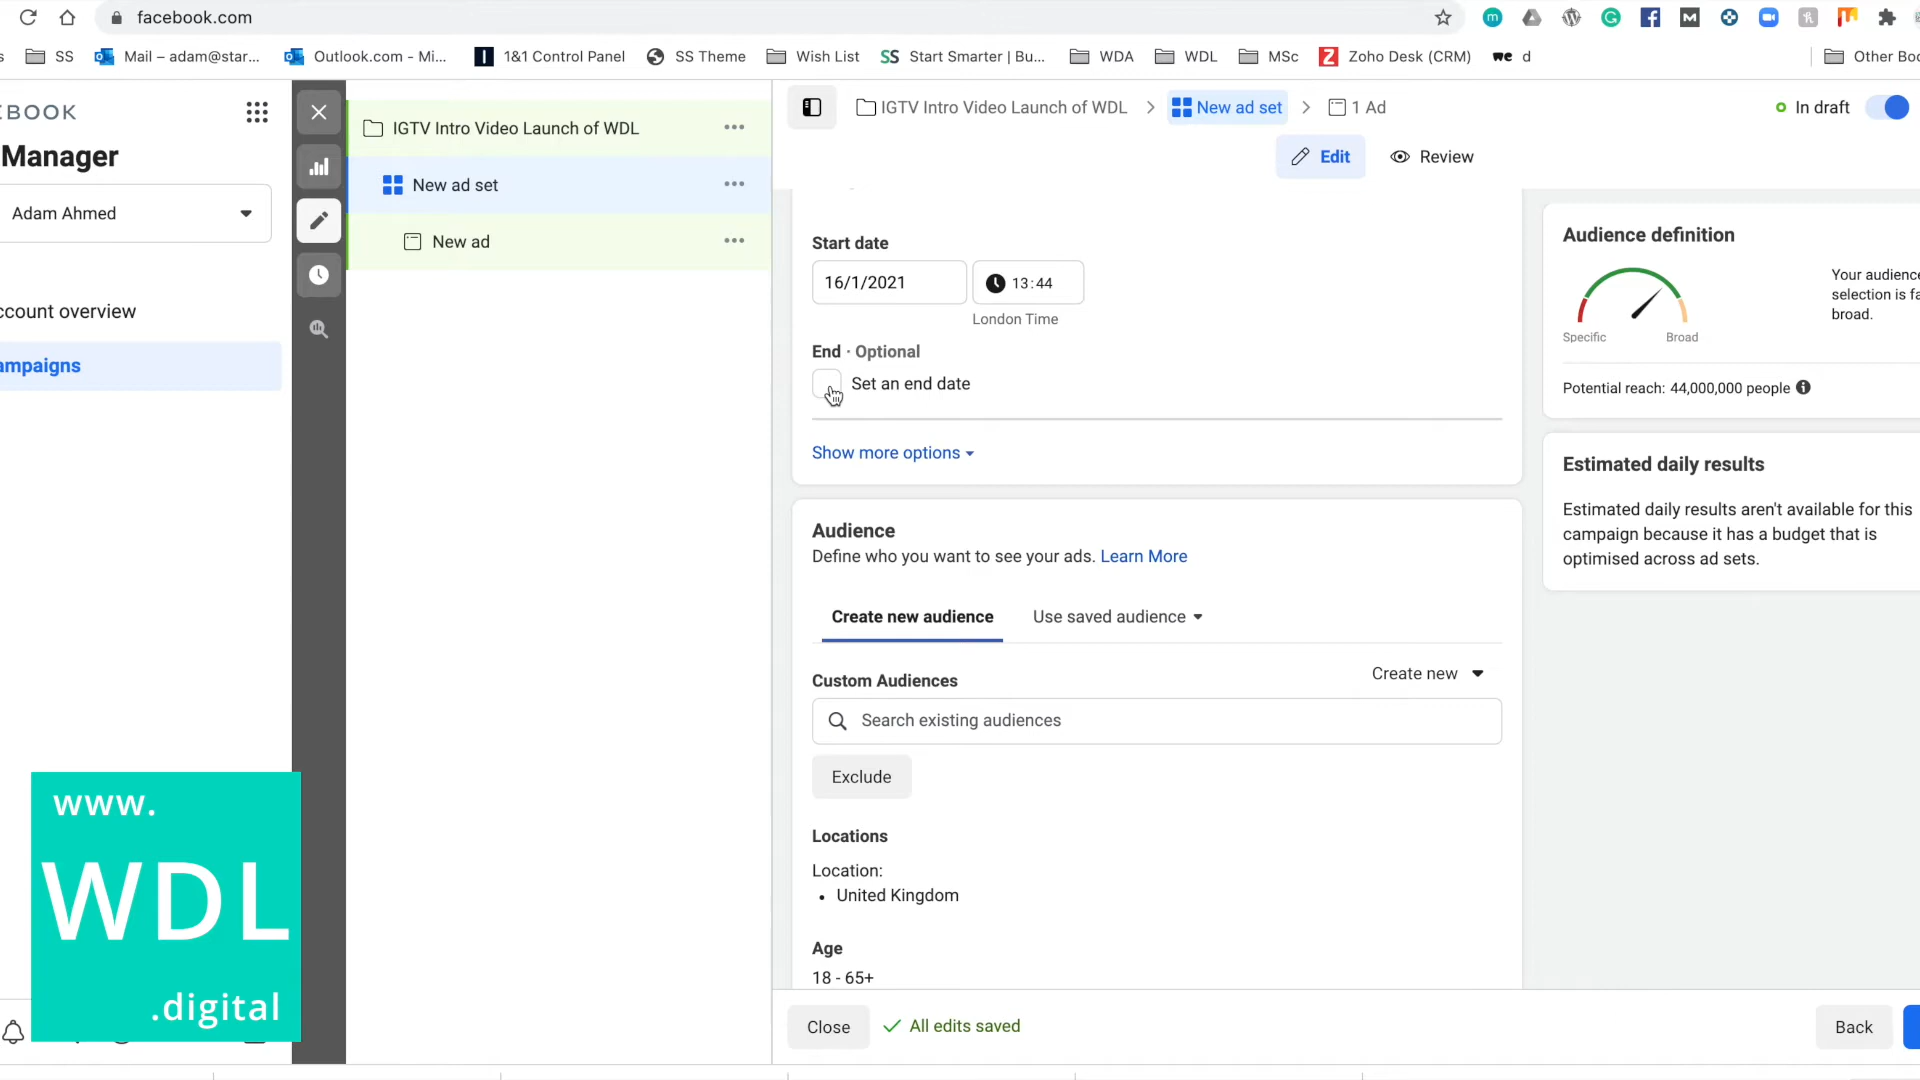 facebook.com
s
SS
Mail – adam@star...
Outlook.com - Mi...
1&1 Control Panel
SS Theme
Wish List
SS
Start Smarter | Bu...
WDA
WDL
MSc
Z
Zoho Desk (CRM)
we
d
Other Boo
EBOOK
Manager
Adam Ahmed
ccount overview
ampaigns
IGTV Intro Video Launch of WDL
New ad set
New ad
IGTV Intro Video Launch of WDL
New ad set
1 Ad
In draft
Edit
Review
Start date
16/1/2021
13:44
London Time
End · Optional
Set an end date
Show more options
Audience
Define who you want to see your ads. Learn More
Create new audience
Use saved audience
Custom Audiences
Create new
Search existing audiences
Exclude
Locations
Location:
• United Kingdom
Age
18 - 65+
Close
All edits saved
Back
Audience definition
Specific
Broad
Your audience
selection is fa
broad.
Potential reach: 44,000,000 people
Estimated daily results
Estimated daily results aren't available for this
campaign because it has a budget that is
optimised across ad sets.
www.
WDL
.digital